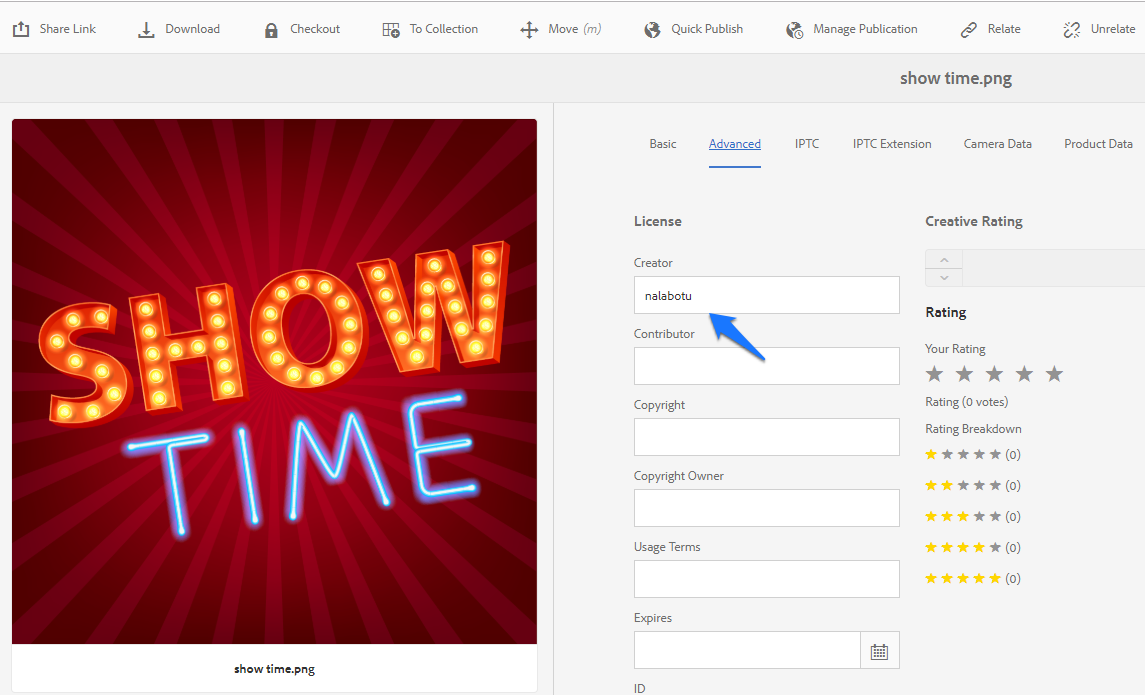 Share Link Download Checkout To Collection Move (m) Quick Publish Manage Publication Relate Unrelate
show time.png
SHOW
TIME
show time.png
Basic Advanced IPTC IPTC Extension Camera Data Product Data
License
Creator
nalabotu
Contributor
Copyright
Copyright Owner
Usage Terms
Expires
ID
Creative Rating
Rating
Your Rating
Rating (0 votes)
Rating Breakdown
(0)
(0)
(0)
(0)
(0)